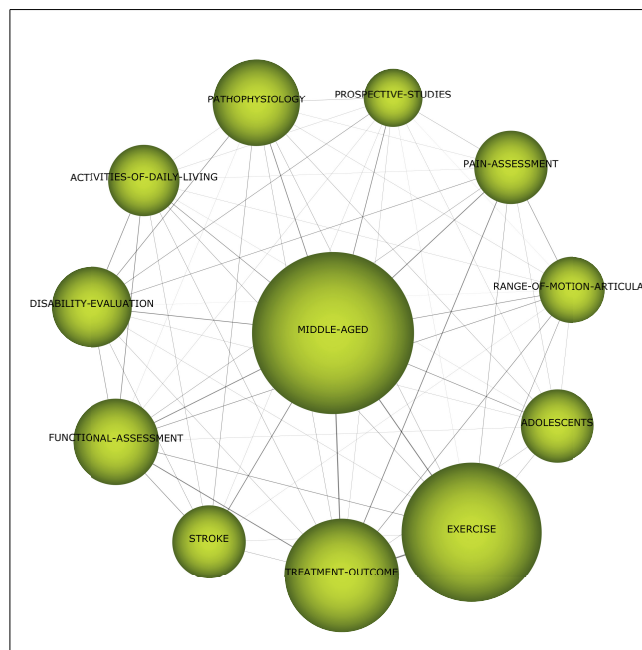 PROSPECTIVE-STUDIES
PATHOPHYSIOLOGY
PAIN-ASSESSMENT
ACTIVITIES-OF-DAILY-LIVING
RANGE-OF-MOTION-ARTICULA
DISABILITY-EVALUATION
MIDDLE-AGED
ADOLESCENTS
FUNCTIONAL-ASSESSMENT
EXERCISE
STROKE
TREATMENT-OUTCOME